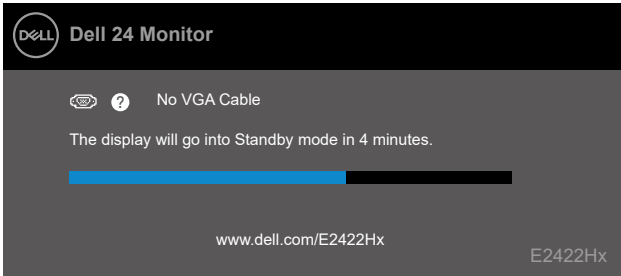 DELL Dell 24 Monitor
? No VGA Cable
The display will go into Standby mode in 4 minutes.
www.dell.com/E2422Hx
E2422Hx